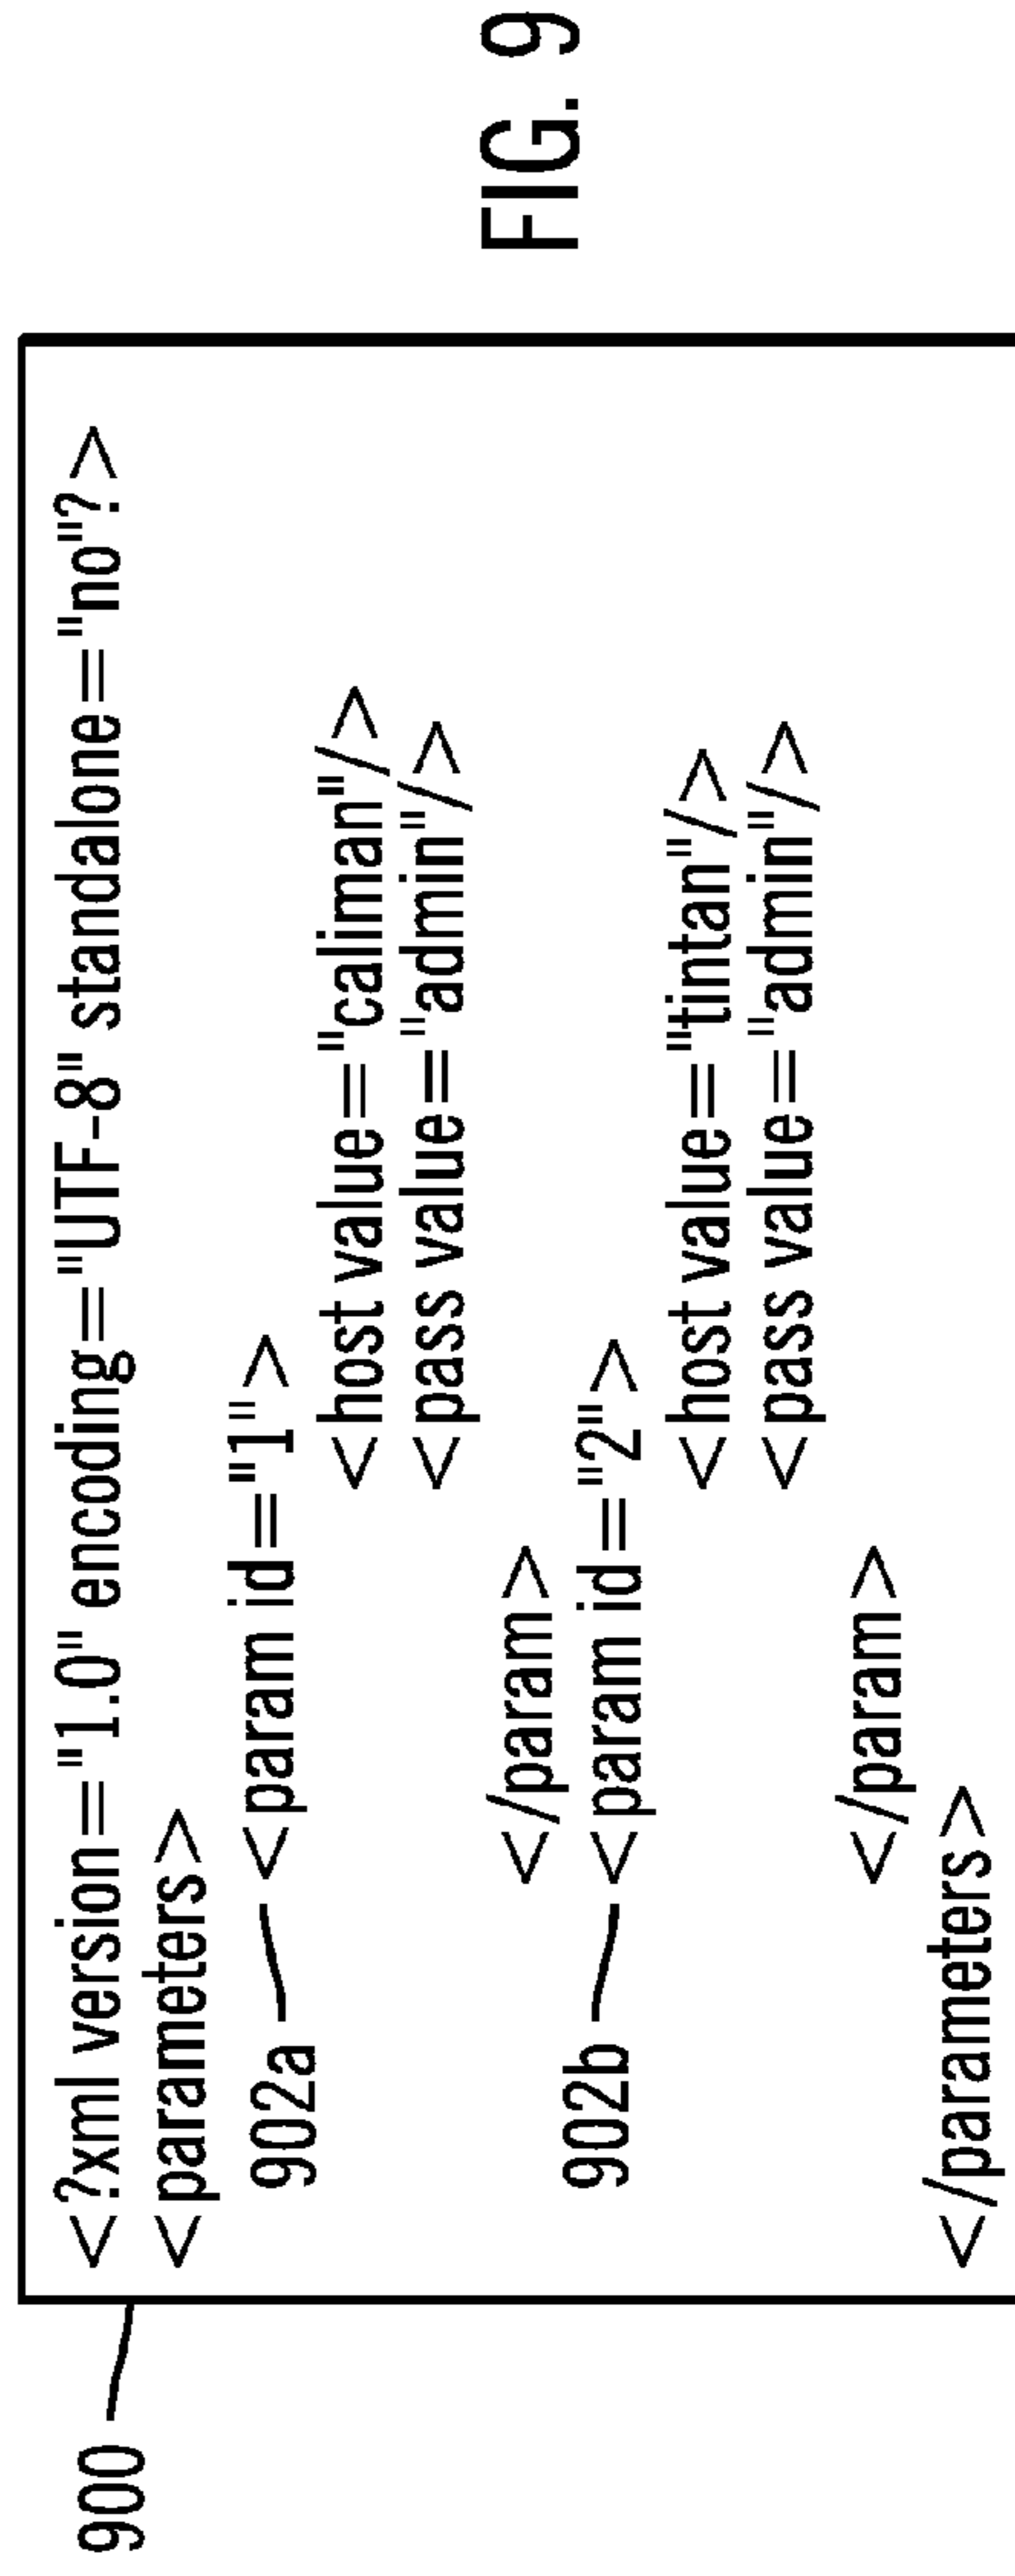 900
<?xml version="1.0" encoding="UTF-8" standalone="no"?>
<parameters>
902a <param id="1">
<host value="caliman"/>
<pass value="admin"/>
</param>
902b <param id="2">
<host value="tintan"/>
<pass value="admin"/>
</param>
</parameters>
FIG. 9